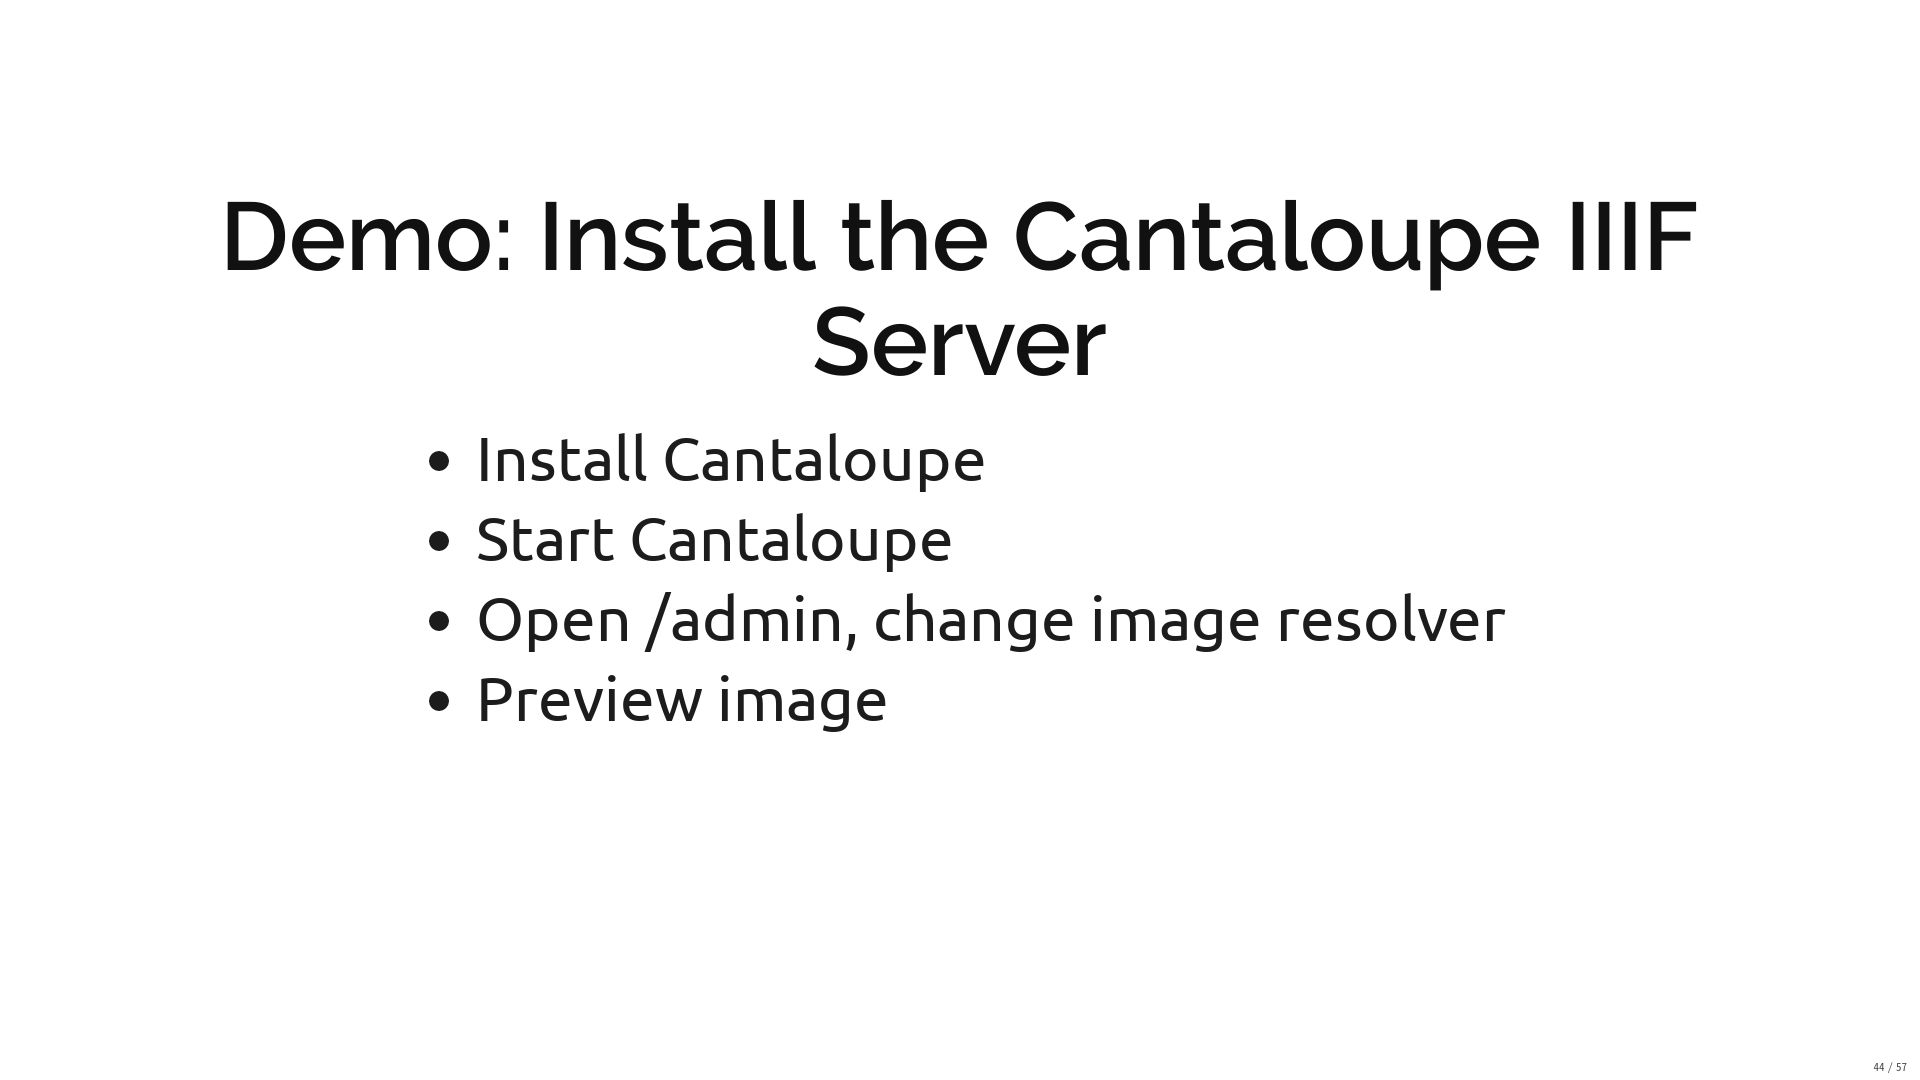 Demo: Install the Cantaloupe IIIF
Server
• Install Cantaloupe
• Start Cantaloupe
• Open /admin, change image resolver
• Preview image
44 / 57